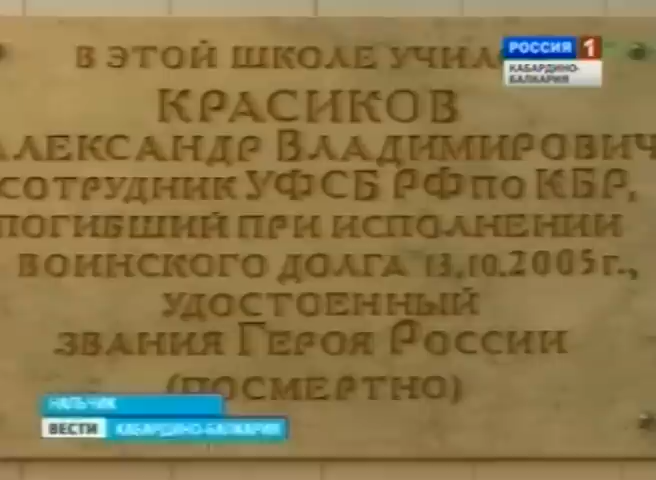 В ЭТОЙ ШКОЛЕ УЧИЛ
РОССИЯ 1
КАБАРДИНО-
БАЛКАРИЯ
КРАСИКОВ
АЛЕКСАНДР ВЛАДИМИРОВИЧ
СОТРУДНИК УФСБ РФ ПО КБР,
ПОГИБШИЙ ПРИ ИСПОЛНЕНИИ
ВОИНСКОГО ДОЛГА 13.10.2005 г.,
УДОСТОЕННЫЙ
ЗВАНИЯ ГЕРОЯ РОССИИ
(ПОСМЕРТНО)
НАЛЬЧИК
ВЕСТИ КАБАРДИНО-БАЛКАРИЯ